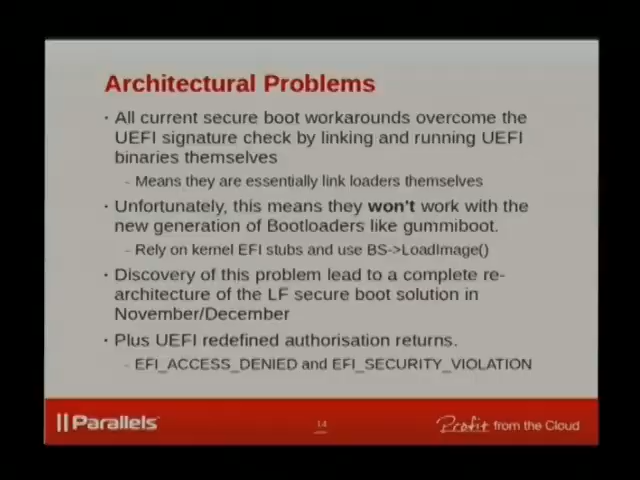 Architectural Problems
· All current secure boot workarounds overcome the
UEFI signature check by linking and running UEFI
binaries themselves
- Means they are essentially link loaders themselves
· Unfortunately, this means they won't work with the
new generation of Bootloaders like gummiboot.
- Rely on kernel EFI stubs and use BS->LoadImage()
· Discovery of this problem lead to a complete re-
architecture of the LF secure boot solution in
November/December
· Plus UEFI redefined authorisation returns.
- EFI_ACCESS_DENIED and EFI_SECURITY_VIOLATION
Parallels 14 Profit from the Cloud